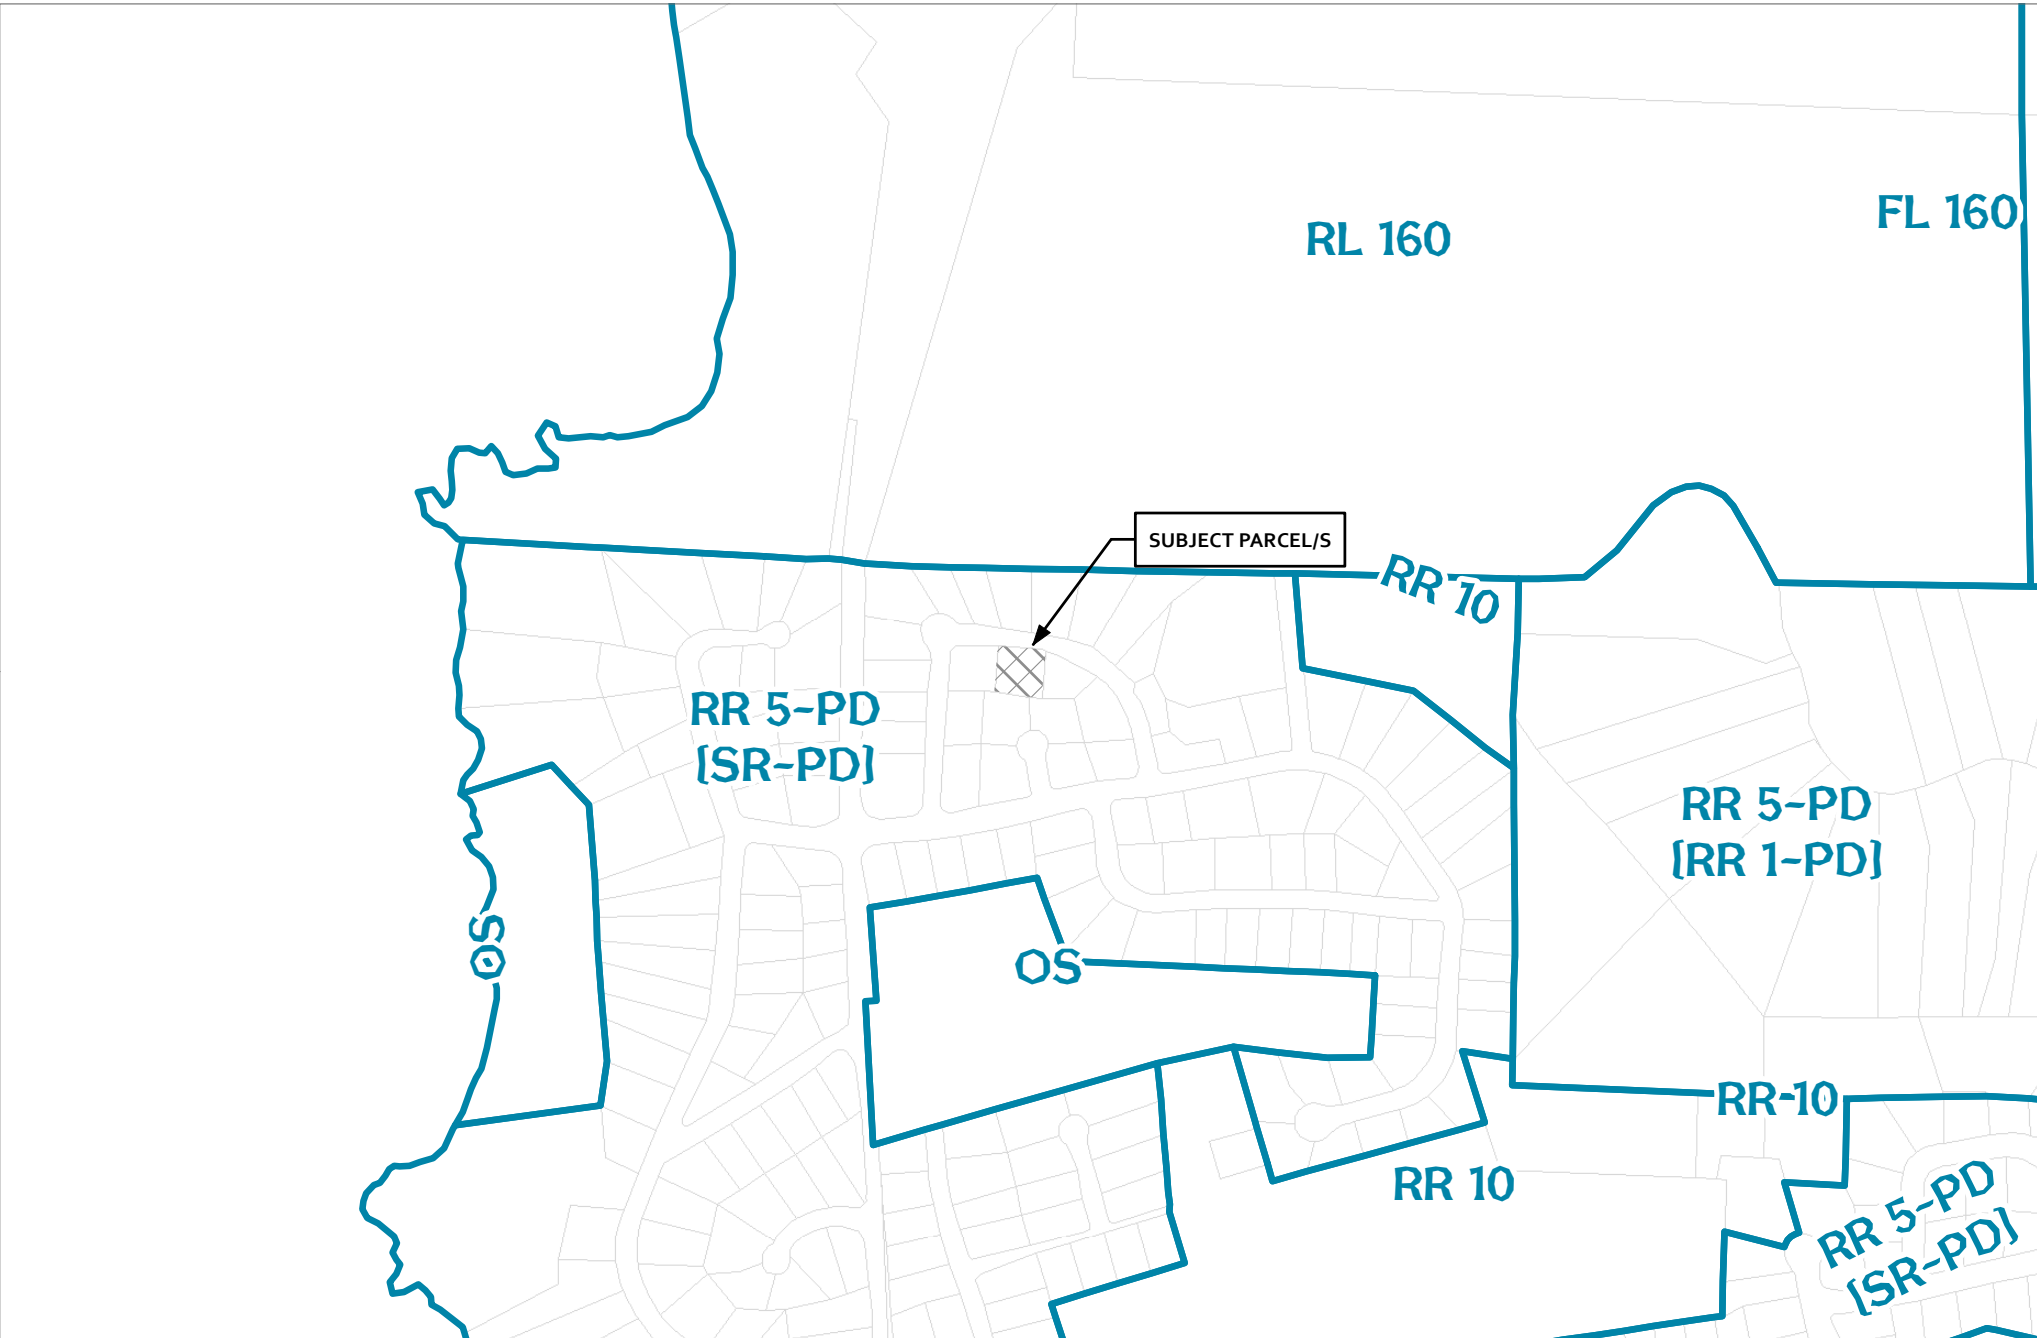 FL 160
RL 160
SUBJECT PARCEL/S
RR 10
RR 5-PD
[SR-PD]
RR 5-PD
[RR 1-PD]
OS
OS
RR-10
RR 10
RR 5-PD
[SR-PD]